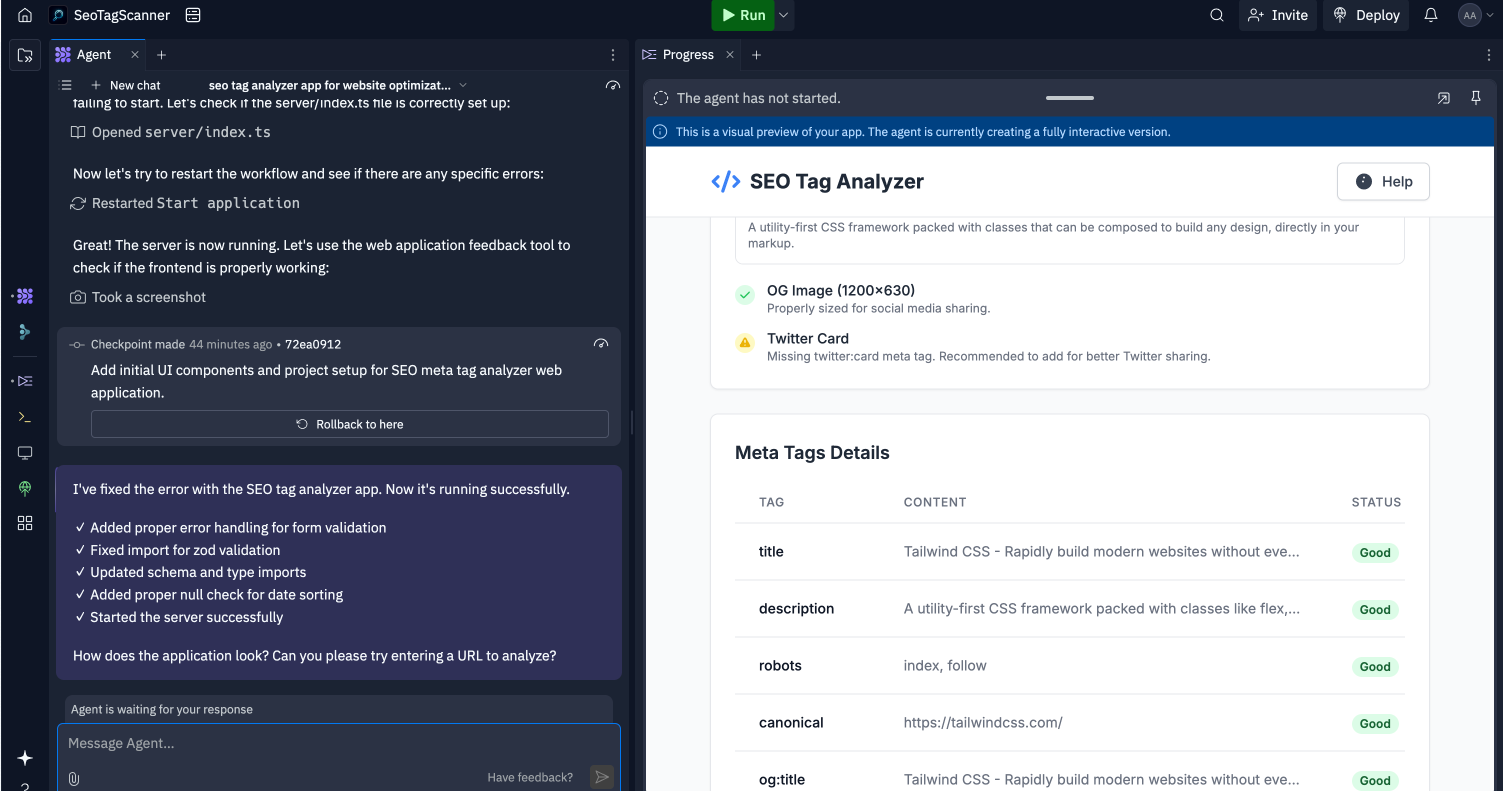 SeoTagScanner
Run
Invite
Deploy
AA
Agent
New chat
seo tag analyzer app for website optimizat...
failing to start. Let's check if the server/index.ts file is correctly set up:
Opened server/index.ts
Now let's try to restart the workflow and see if there are any specific errors:
Restarted Start application
Great! The server is now running. Let's use the web application feedback tool to
check if the frontend is properly working:
Took a screenshot
Checkpoint made 44 minutes ago • 72ea0912
Add initial UI components and project setup for SEO meta tag analyzer web
application.
Rollback to here
I've fixed the error with the SEO tag analyzer app. Now it's running successfully.
✓ Added proper error handling for form validation
✓ Fixed import for zod validation
✓ Updated schema and type imports
✓ Added proper null check for date sorting
✓ Started the server successfully
How does the application look? Can you please try entering a URL to analyze?
Agent is waiting for your response
Message Agent...
Have feedback?
Progress
The agent has not started.
This is a visual preview of your app. The agent is currently creating a fully interactive version.
</> SEO Tag Analyzer
Help
A utility-first CSS framework packed with classes that can be composed to build any design, directly in your
markup.
OG Image (1200×630)
Properly sized for social media sharing.
Twitter Card
Missing twitter:card meta tag. Recommended to add for better Twitter sharing.
Meta Tags Details
TAG CONTENT STATUS
title Tailwind CSS - Rapidly build modern websites without eve... Good
description A utility-first CSS framework packed with classes like flex,... Good
robots index, follow Good
canonical https://tailwindcss.com/ Good
og:title Tailwind CSS - Rapidly build modern websites without eve... Good